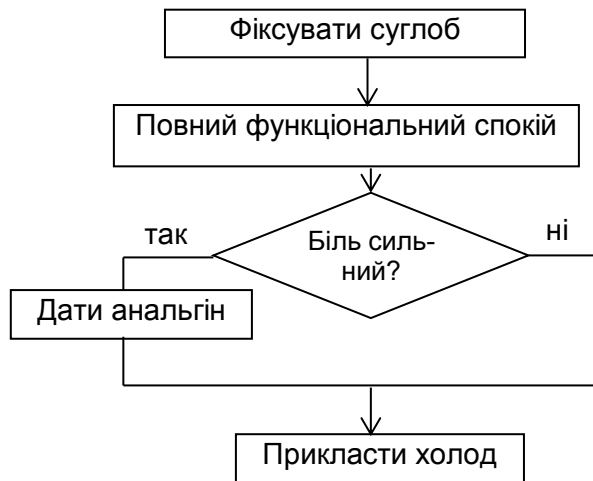 Фіксувати суглоб
Повний функціональний спокій
так
Біль силь-
ний?
ні
Дати анальгін
Прикласти холод